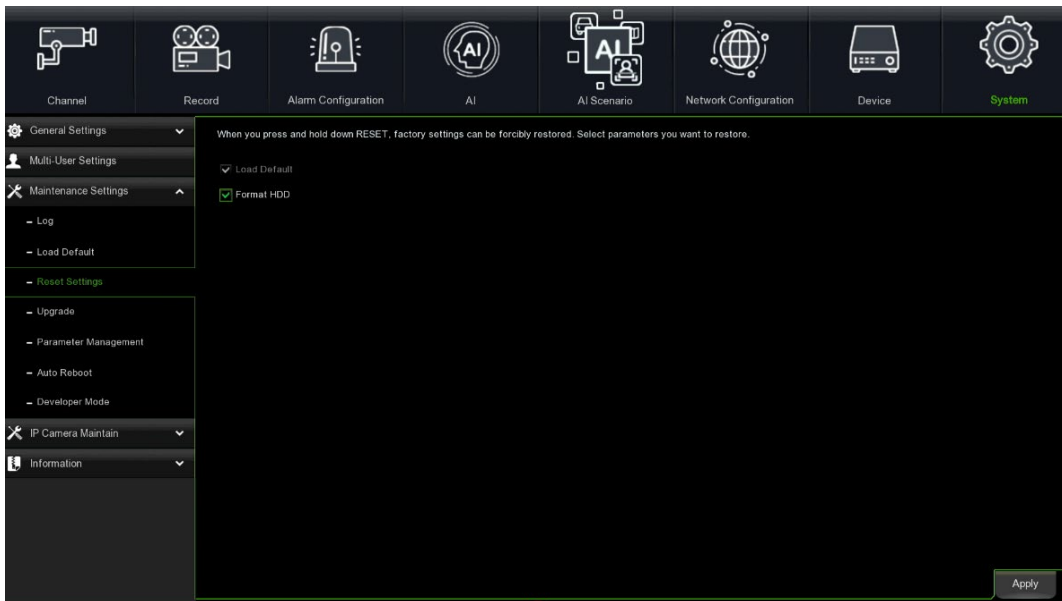 AI
AI
Channel
Record
Alarm Configuration
AI
AI Scenario
Network Configuration
Device
System
General Settings
Multi-User Settings
Maintenance Settings
Log
Load Default
Reset Settings
Upgrade
Parameter Management
Auto Reboot
Developer Mode
IP Camera Maintain
Information
When you press and hold down RESET, factory settings can be forcibly restored. Select parameters you want to restore.
Load Default
Format HDD
Apply